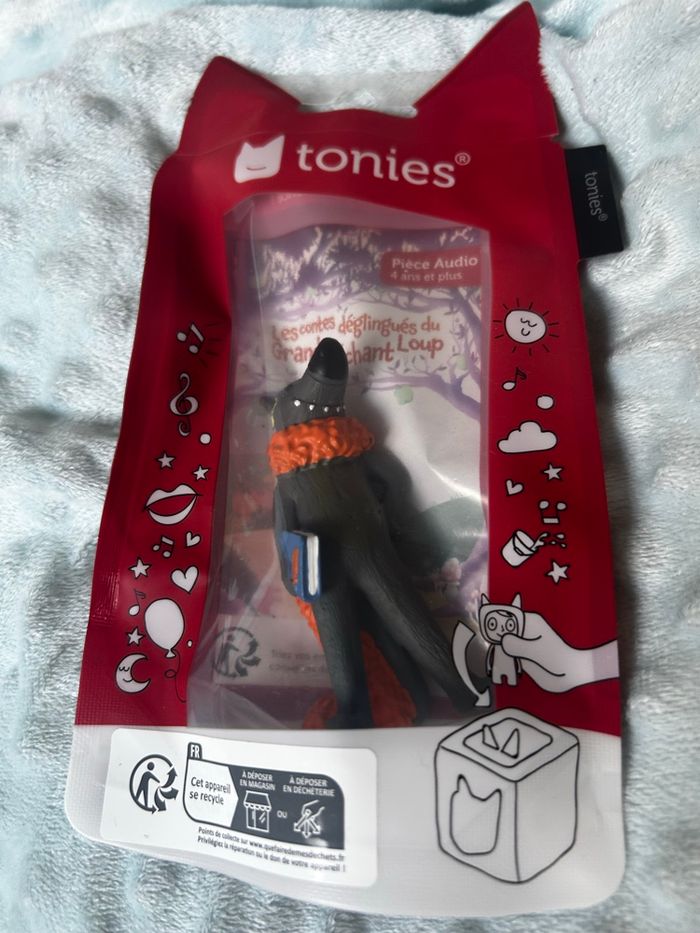 tonies®
tonies®
Pièce Audio
4 ans et plus
Les contes déglingués du
Loup
Triez vos
FR
Cet appareil
se recycle
À DÉPOSER
EN MAGASIN
OU
À DÉPOSER
EN DÉCHÈTERIE
Points de collecte sur www.quefairedemesdechets.fr
Privilégiez la réparation ou le don de votre appareil !